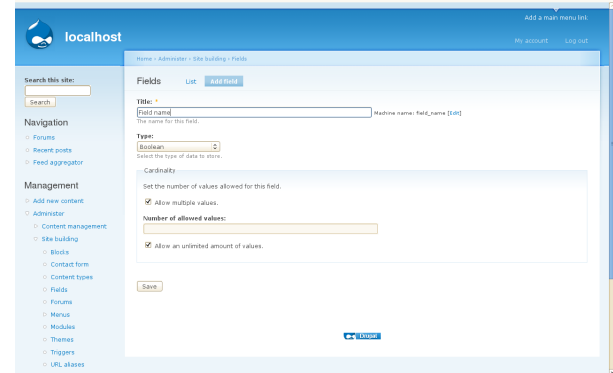 Add a main menu link
localhost
My account Log out
Home › Administer › Site building › Fields
Search this site:
Search
Navigation
Forums
Recent posts
Feed aggregator
Management
Add new content
Administer
Content management
Site building
Blocks
Contact form
Content types
Fields
Forums
Menus
Modules
Themes
Triggers
URL aliases
Fields List Add field
Title: *
Field name
Machine name: field_name [Edit]
The name for this field.
Type:
Boolean
Select the type of data to store.
Cardinality
Set the number of values allowed for this field.
Allow multiple values.
Number of allowed values:
Allow an unlimited amount of values.
Save
Drupal